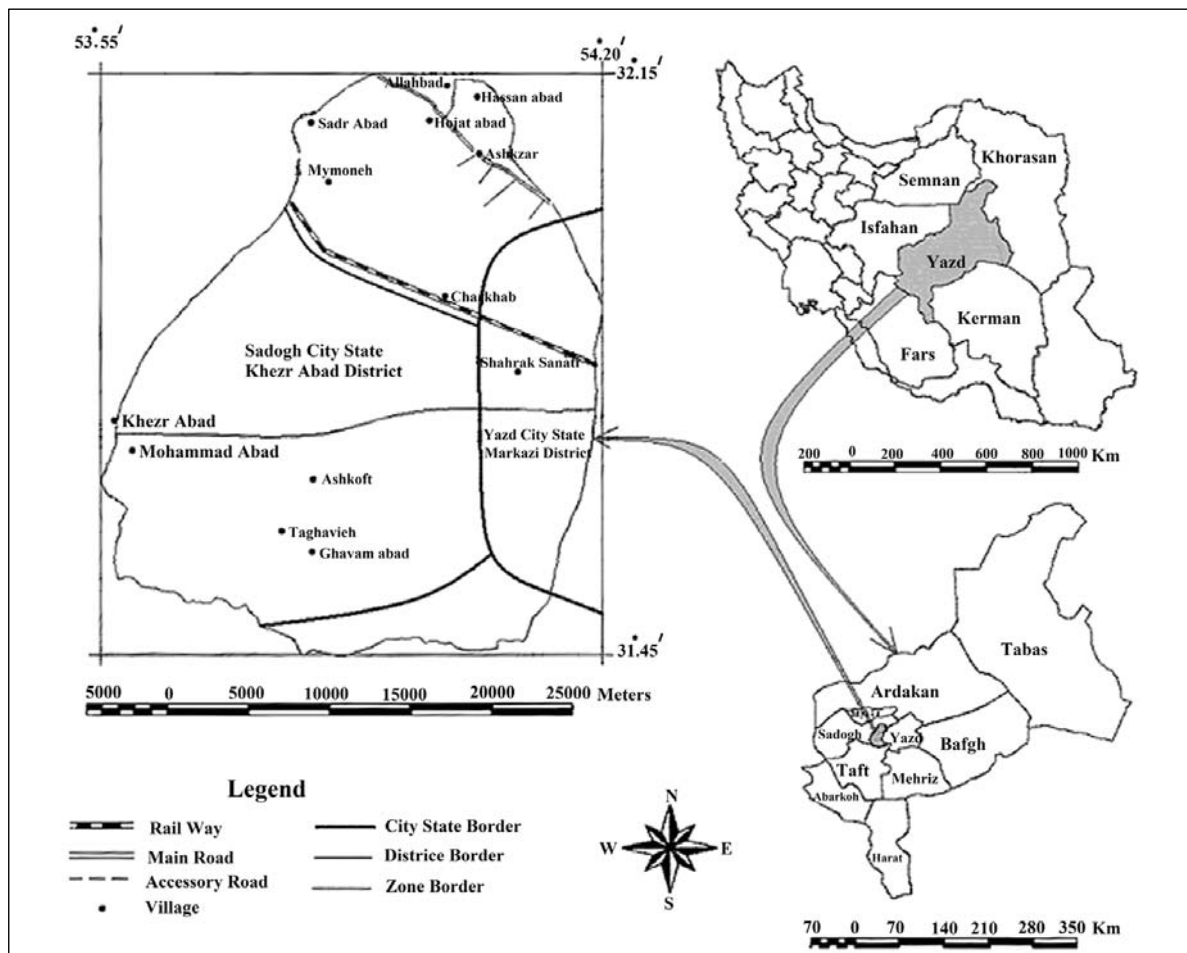 53.55′
54.20′
32.15′
Allahbad
Hassan abad
Sadr Abad
Hojat abad
Ashkzar
Mymoneh
Charkhab
Sadogh City State
Khezr Abad District
Shahrak Sanati
Khezr Abad
Yazd City State
Markazi District
Mohammad Abad
Ashkoft
Taghavieh
Ghavam abad
31.45′
5000 0 5000 10000 15000 20000 25000 Meters
Khorasan
Semnan
Isfahan
Yazd
Kerman
Fars
200 0 200 400 600 800 1000 Km
Tabas
Ardakan
Sadogh
Yazd
Bafgh
Taft
Mehriz
Abarkoh
Harat
70 0 70 140 210 280 350 Km
Legend
Rail Way
Main Road
Accessory Road
Village
City State Border
Districe Border
Zone Border
N
W E
S